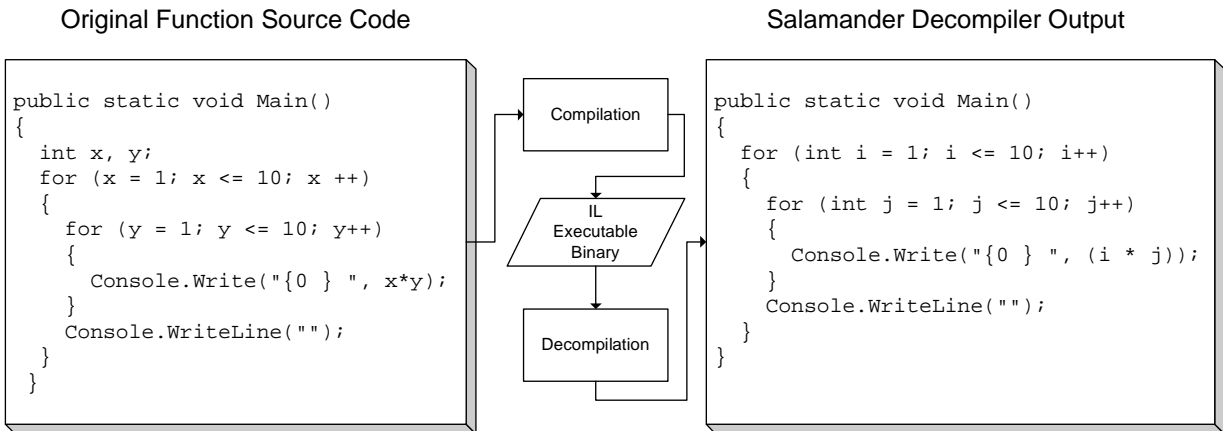 Original Function Source Code
Salamander Decompiler Output
public static void Main()
{
  int x, y;
  for (x = 1; x <= 10; x ++)
  {
    for (y = 1; y <= 10; y++)
    {
      Console.Write("{0 } ", x*y);
    }
    Console.WriteLine("");
  }
 }
Compilation
IL
Executable
Binary
Decompilation
public static void Main()
{
  for (int i = 1; i <= 10; i++)
  {
    for (int j = 1; j <= 10; j++)
    {
      Console.Write("{0 } ", (i * j));
    }
    Console.WriteLine("");
  }
}